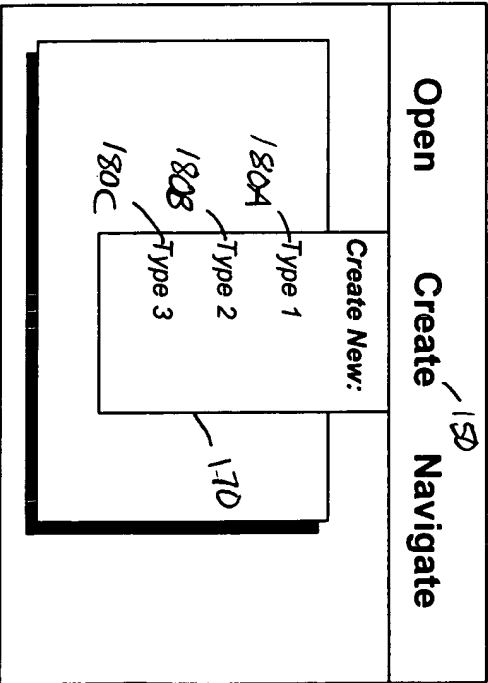 Open Create Navigate
150
Create New:
180A Type 1
180B Type 2
180C Type 3
170